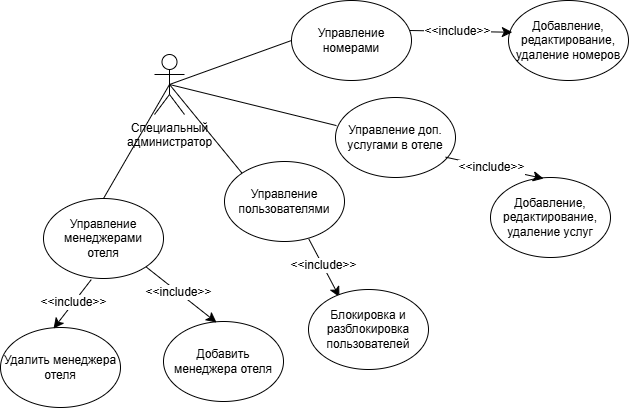 Управление
номерами
<<include>>
Добавление,
редактирование,
удаление номеров
Специальный
администратор
Управление доп.
услугами в отеле
<<include>>
Добавление,
редактирование,
удаление услуг
Управление
пользователями
<<include>>
Блокировка и
разблокировка
пользователей
Управление
менеджерами
отеля
<<include>>
<<include>>
Удалить менеджера
отеля
Добавить
менеджера отеля